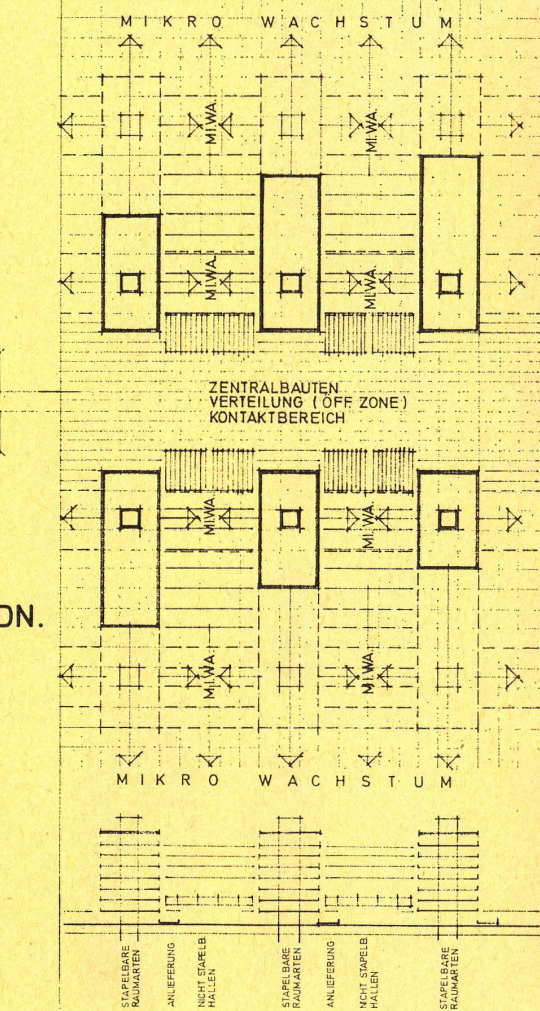 MIKRO WACHSTUM
MI.WA.
MI.WA.
MI.WA.
MI.WA.
ZENTRALBAUTEN
VERTEILUNG (ÖFF ZONE)
KONTAKTBEREICH
MI.WA.
MI.WA.
DN.
MI.WA.
MI.WA.
MIKRO WACHSTUM
STAPELBARE
RAUMARTEN
ANLIEFERUNG
NICHT STAPELB.
HALLEN
STAPELBARE
RAUMARTEN
ANLIEFERUNG
NICHT STAPELB.
HALLEN
STAPELBARE
RAUMARTEN